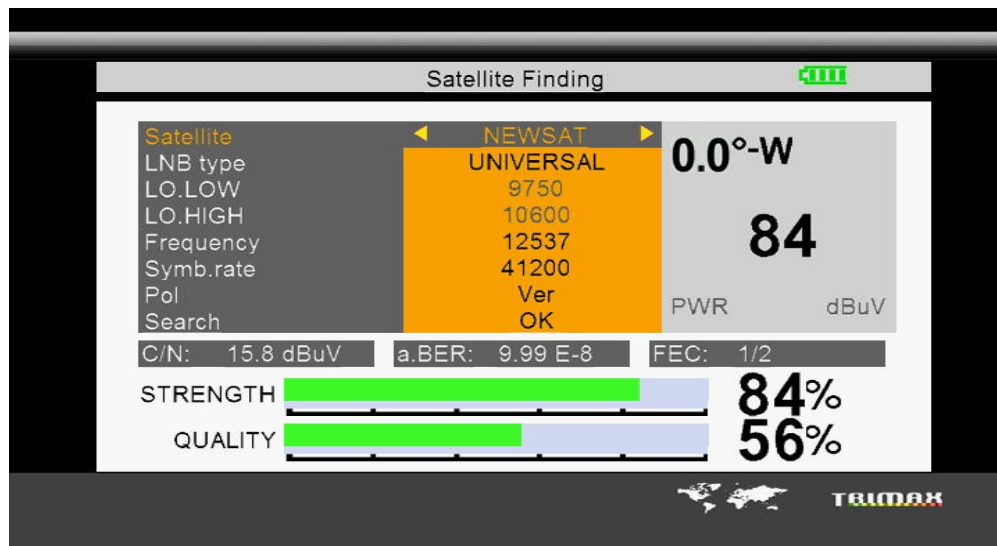 Satellite Finding
Satellite NEWSAT
LNB type UNIVERSAL
LO.LOW 9750
LO.HIGH 10600
Frequency 12537
Symb.rate 41200
Pol Ver
Search OK
0.0°-W
84
PWR dBuV
C/N: 15.8 dBuV a.BER: 9.99 E-8 FEC: 1/2
STRENGTH 84%
QUALITY 56%
TRIMAX